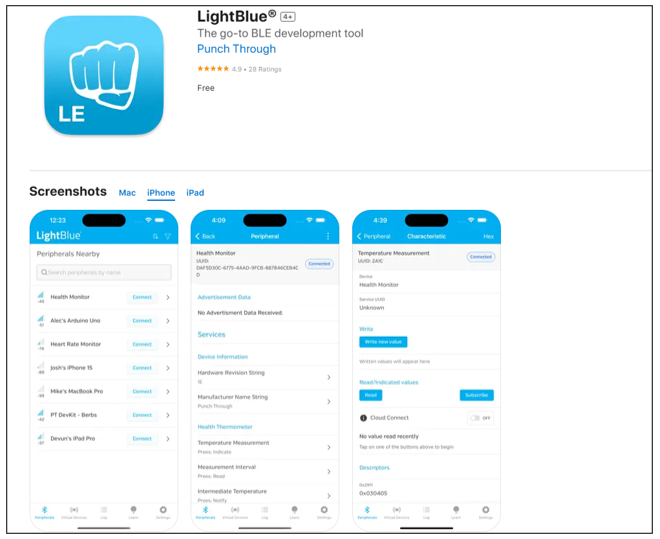 LightBlue® 4+
The go-to BLE development tool
Punch Through
★★★★★ 4.9 • 28 Ratings
Free
LE
Screenshots Mac iPhone iPad
12:33
LightBlue
Peripherals Nearby
Search peripherals by name
Health Monitor Connect
Alec's Arduino Uno Connect
Heart Rate Monitor Connect
Josh's iPhone 15 Connect
Mike's MacBook Pro Connect
PT DevKit - Berbs Connect
Devun's iPad Pro Connect
Peripherals Virtual Devices Log Learn Settings
4:09
Back Peripheral
Health Monitor
UUID:
Connected
Advertisement Data
No Advertisment Data Received.
Services
Device Information
Hardware Revision String
1E
Manufacturer Name String
Punch Through
Health Thermometer
Temperature Measurement
Props: Indicate
Measurement Interval
Props: Read
Intermediate Temperature
Props: Notify
Peripherals Virtual Devices Log Learn Settings
4:39
Peripheral Characteristic Hex
Temperature Measurement
UUID: 2A1C
Connected
Device
Health Monitor
Service UUID
Unknown
Write
Write new value
Written values will appear here
Read/Indicated values
Read Subscribe
Cloud Connect OFF
No value read recently
Tap on one of the buttons above to begin
Descriptors
0x030405
Peripherals Virtual Devices Log Learn Settings